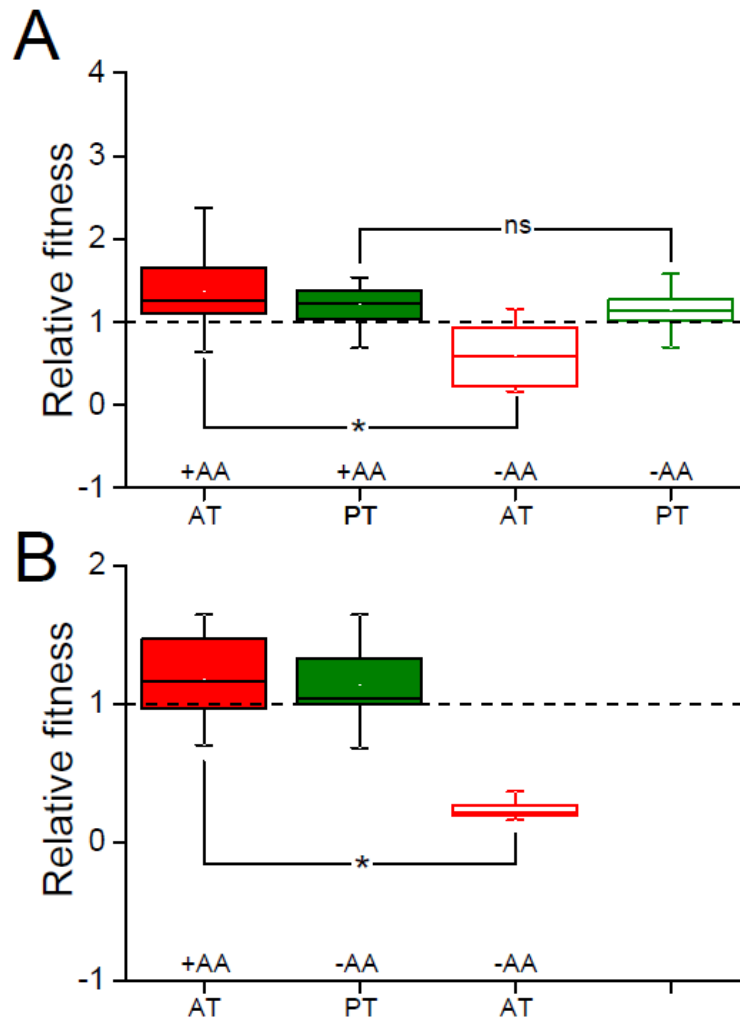 A
Relative fitness
4
3
2
1
0
-1
ns
*
+AA +AA -AA -AA
AT PT AT PT
B
Relative fitness
2
1
0
-1
*
+AA -AA -AA
AT PT AT